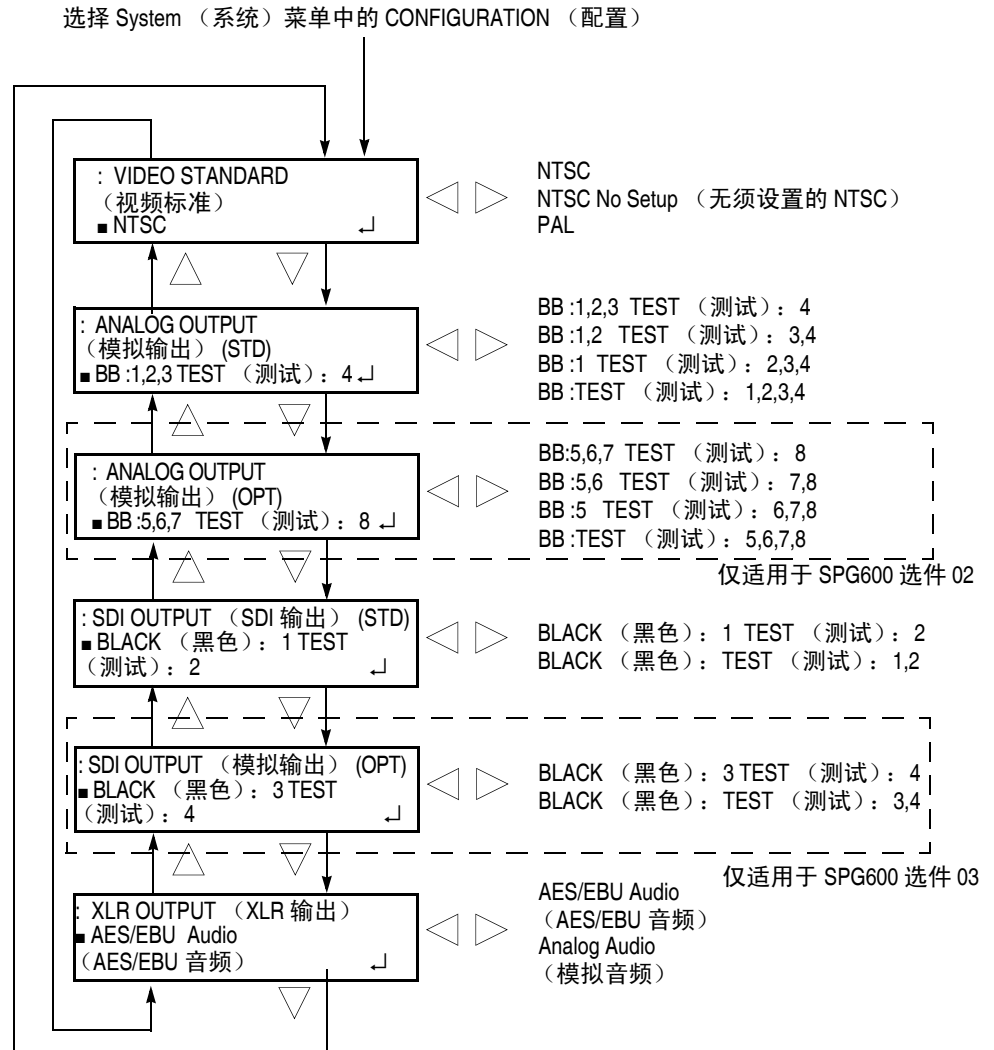 选择 System （系统）菜单中的 CONFIGURATION （配置）
: VIDEO STANDARD
（视频标准）
■ NTSC ↵
NTSC
NTSC No Setup （无须设置的 NTSC）
PAL
: ANALOG OUTPUT
（模拟输出） (STD)
■ BB :1,2,3 TEST （测试）：4 ↵
BB :1,2,3 TEST （测试）：4
BB :1,2 TEST （测试）：3,4
BB :1 TEST （测试）：2,3,4
BB :TEST （测试）：1,2,3,4
: ANALOG OUTPUT
（模拟输出） (OPT)
■ BB :5,6,7 TEST （测试）：8 ↵
BB:5,6,7 TEST （测试）：8
BB :5,6 TEST （测试）：7,8
BB :5 TEST （测试）：6,7,8
BB :TEST （测试）：5,6,7,8
仅适用于 SPG600 选件 02
: SDI OUTPUT （SDI 输出） (STD)
■ BLACK （黑色）：1 TEST
（测试）：2 ↵
BLACK （黑色）：1 TEST （测试）：2
BLACK （黑色）：TEST （测试）：1,2
: SDI OUTPUT （模拟输出） (OPT)
■ BLACK （黑色）：3 TEST
（测试）：4 ↵
BLACK （黑色）：3 TEST （测试）：4
BLACK （黑色）：TEST （测试）：3,4
仅适用于 SPG600 选件 03
: XLR OUTPUT （XLR 输出）
■ AES/EBU Audio
（AES/EBU 音频） ↵
AES/EBU Audio
（AES/EBU 音频）
Analog Audio
（模拟音频）